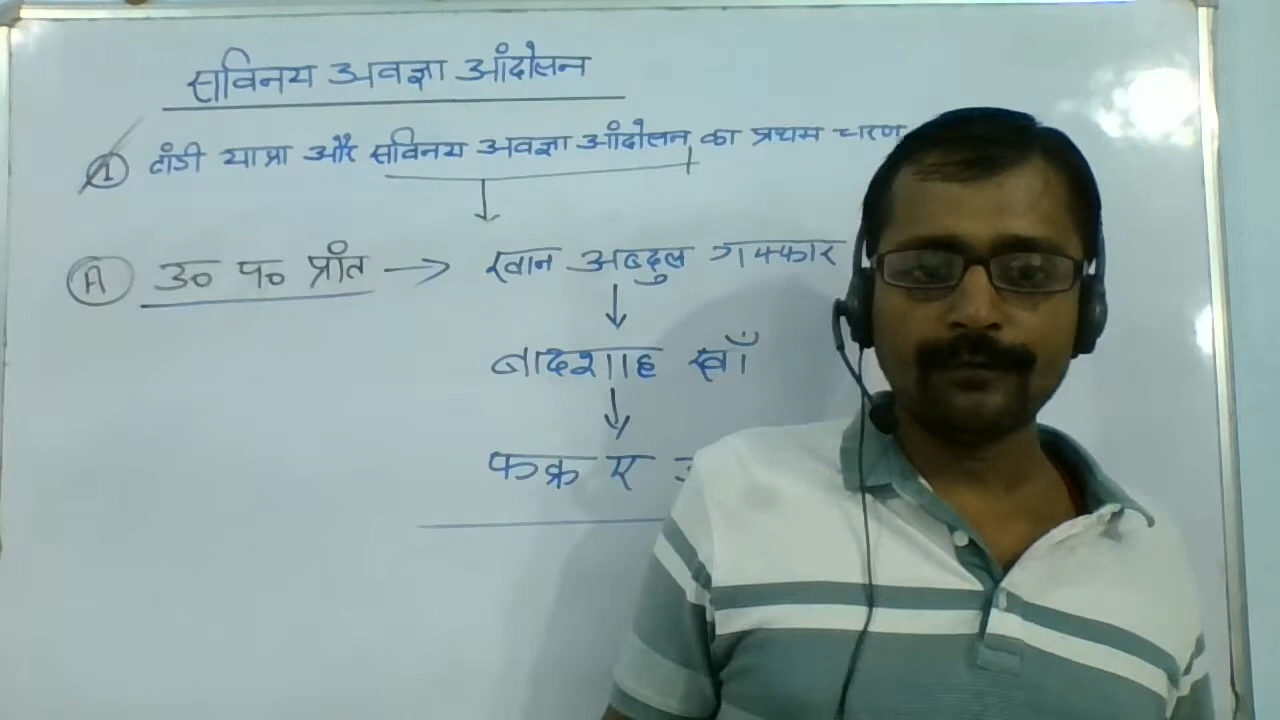 सविनय अवज्ञा आंदोलन
1 दांडी यात्रा और सविनय अवज्ञा आंदोलन का प्रथम चरण
A उ० प० प्रांत → खान अब्दुल गफ्फार
बादशाह खाँ
फक्र ए